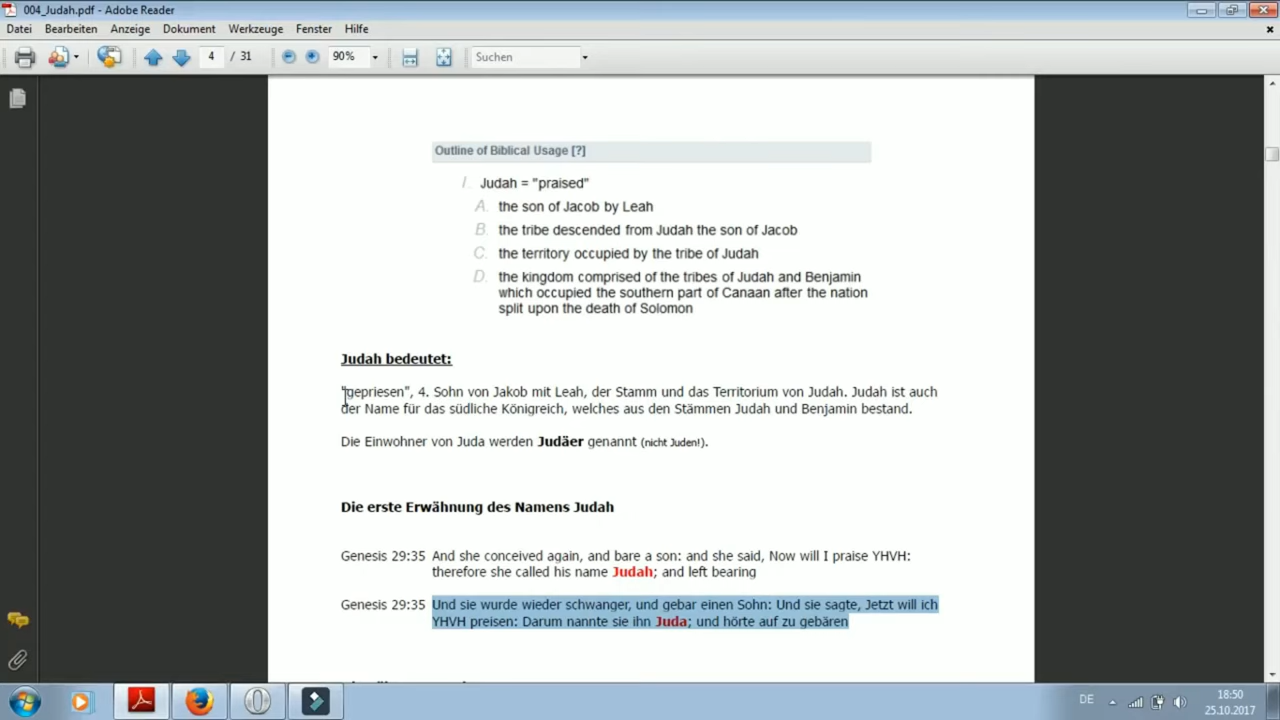 004_Judah.pdf - Adobe Reader
Datei Bearbeiten Anzeige Dokument Werkzeuge Fenster Hilfe
4 / 31 90% Suchen
Outline of Biblical Usage [?]
I. Judah = "praised"
A. the son of Jacob by Leah
B. the tribe descended from Judah the son of Jacob
C. the territory occupied by the tribe of Judah
D. the kingdom comprised of the tribes of Judah and Benjamin
which occupied the southern part of Canaan after the nation
split upon the death of Solomon
Judah bedeutet:
"gepriesen", 4. Sohn von Jakob mit Leah, der Stamm und das Territorium von Judah. Judah ist auch
der Name für das südliche Königreich, welches aus den Stämmen Judah und Benjamin bestand.
Die Einwohner von Juda werden Judäer genannt (nicht Juden!).
Die erste Erwähnung des Namens Judah
Genesis 29:35 And she conceived again, and bare a son: and she said, Now will I praise YHVH:
therefore she called his name Judah; and left bearing
Genesis 29:35 Und sie wurde wieder schwanger, und gebar einen Sohn: Und sie sagte, Jetzt will ich
YHVH preisen: Darum nannte sie ihn Juda; und hörte auf zu gebären
DE 18:50
25.10.2017